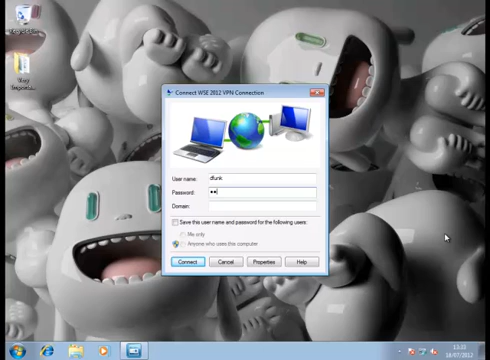 Connect WSE 2012 VPN Connection
User name: dfunk
Password:
Domain:
Save this user name and password for the following users:
Me only
Anyone who uses this computer
Connect Cancel Properties Help
13:35
18/07/2012